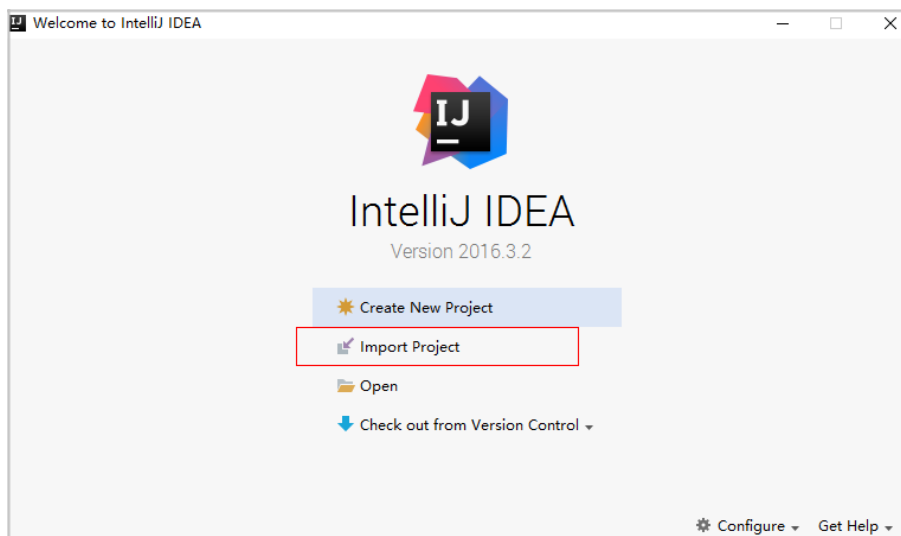 Welcome to IntelliJ IDEA
IJ
IntelliJ IDEA
Version 2016.3.2
Create New Project
Import Project
Open
Check out from Version Control
Configure Get Help